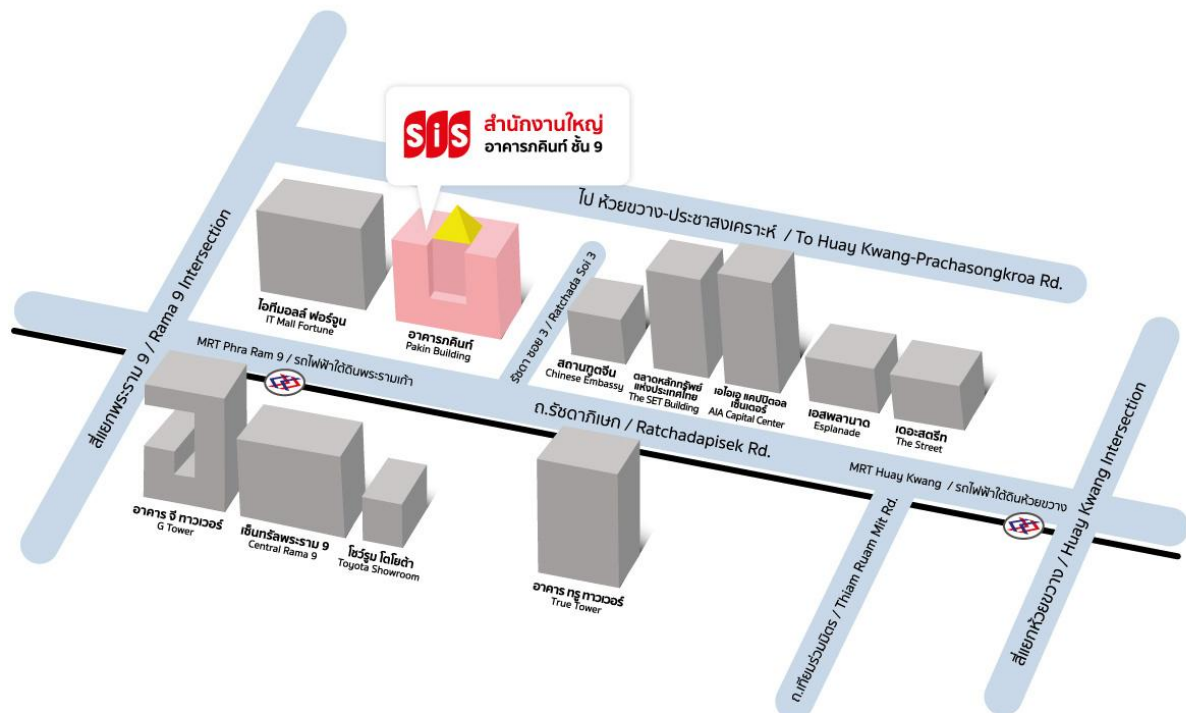 SiS
สำนักงานใหญ่
อาคารภคินท์ ชั้น 9
ไป ห้วยขวาง-ประชาสงเคราะห์ / To Huay Kwang-Prachasongkroa Rd.
สี่แยกพระราม 9 / Rama 9 Intersection
ไอทีมอลล์ ฟอร์จูน
IT Mall Fortune
อาคารภคินท์
Pakin Building
รัชดา ซอย 3 / Ratchada Soi 3
สถานฑูตจีน
Chinese Embassy
ตลาดหลักทรัพย์
แห่งประเทศไทย
The SET Building
เอไอเอ แคปปิตอล
เซ็นเตอร์
AIA Capital Center
เอสพลานาด
Esplanade
เดอะสตรีท
The Street
MRT Phra Ram 9 / รถไฟฟ้าใต้ดินพระรามเก้า
ถ.รัชดาภิเษก / Ratchadapisek Rd.
MRT Huay Kwang / รถไฟฟ้าใต้ดินห้วยขวาง
อาคาร จี ทาวเวอร์
G Tower
เซ็นทรัลพระราม 9
Central Rama 9
โชว์รูม โตโยต้า
Toyota Showroom
อาคาร ทรู ทาวเวอร์
True Tower
ถ.เทียมร่วมมิตร / Thiam Ruam Mit Rd.
สี่แยกห้วยขวาง / Huay Kwang Intersection